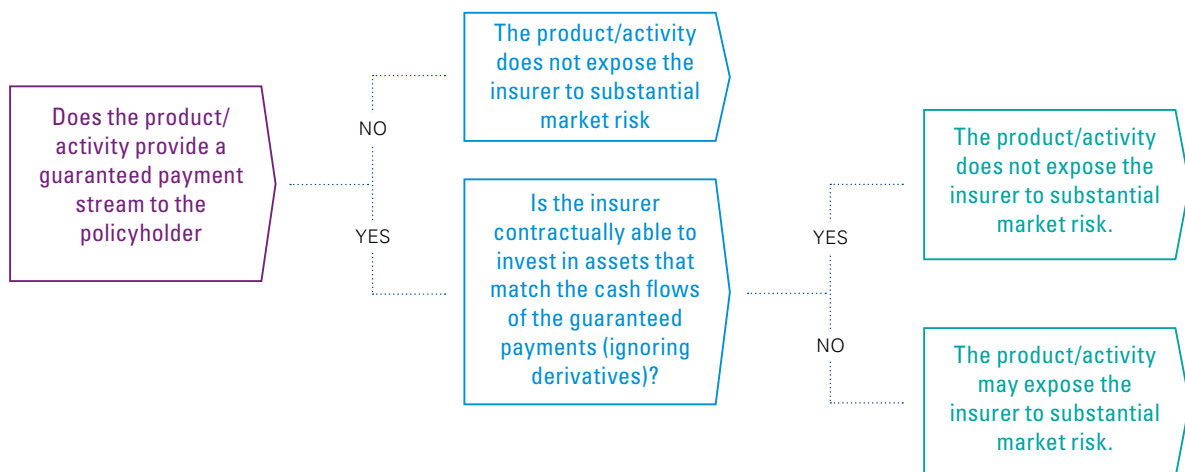 Does the product/
activity provide a
guaranteed payment
stream to the
policyholder
NO
YES
The product/activity
does not expose the
insurer to substantial
market risk
Is the insurer
contractually able to
invest in assets that
match the cash flows
of the guaranteed
payments (ignoring
derivatives)?
YES
NO
The product/activity
does not expose the
insurer to substantial
market risk.
The product/activity
may expose the
insurer to substantial
market risk.